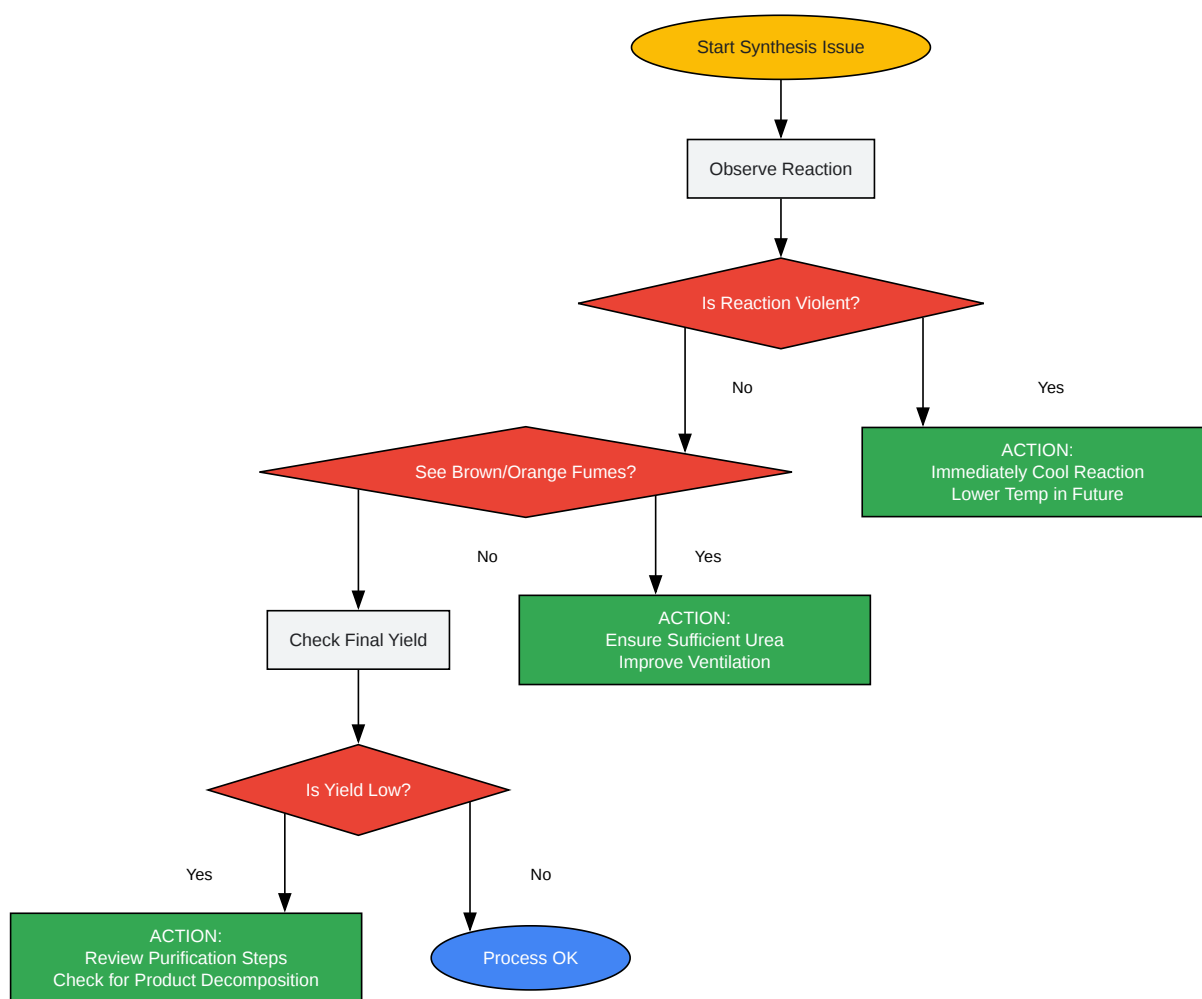 Start Synthesis Issue
Observe Reaction
Is Reaction Violent?
No
Yes
See Brown/Orange Fumes?
ACTION:
Immediately Cool Reaction
Lower Temp in Future
No
Yes
Check Final Yield
ACTION:
Ensure Sufficient Urea
Improve Ventilation
Is Yield Low?
Yes
No
ACTION:
Review Purification Steps
Check for Product Decomposition
Process OK